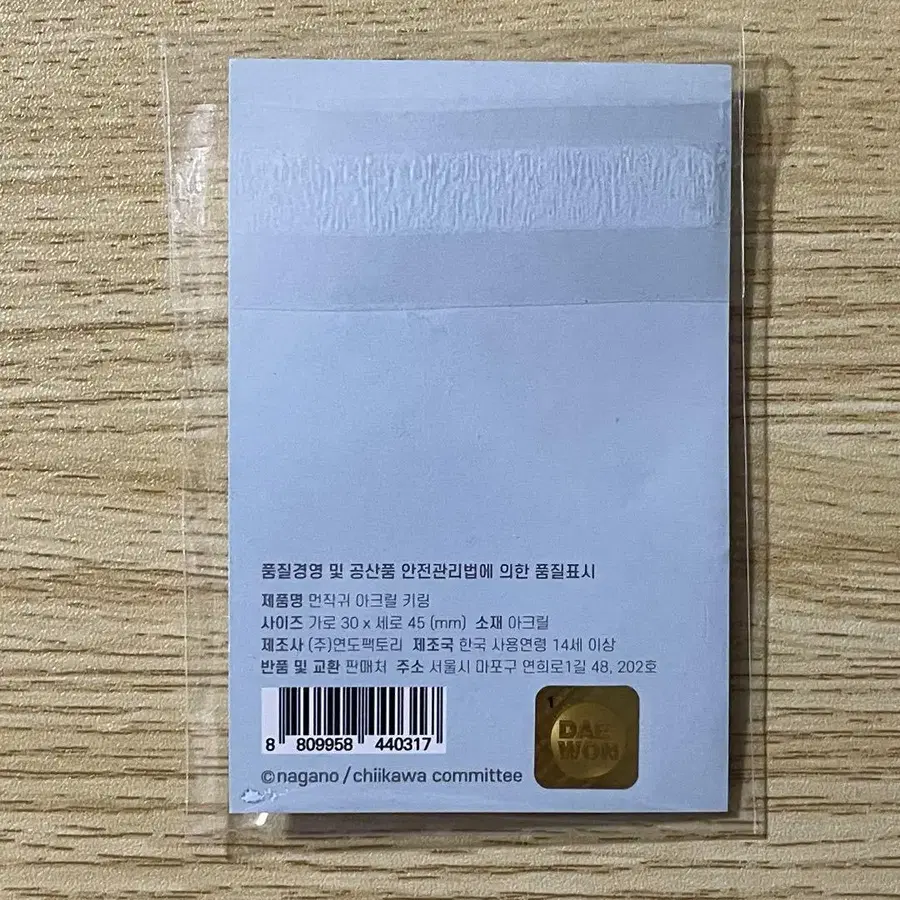 품질경영 및 공산품 안전관리법에 의한 품질표시
제품명 먼작귀 아크릴 키링
사이즈 가로 30 x 세로 45 (mm) 소재 아크릴
제조사 (주)연도팩토리 제조국 한국 사용연령 14세 이상
반품 및 교환 판매처 주소 서울시 마포구 연희로1길 48, 202호
8 809958 440317
©nagano / chiikawa committee
1
DAE
WON